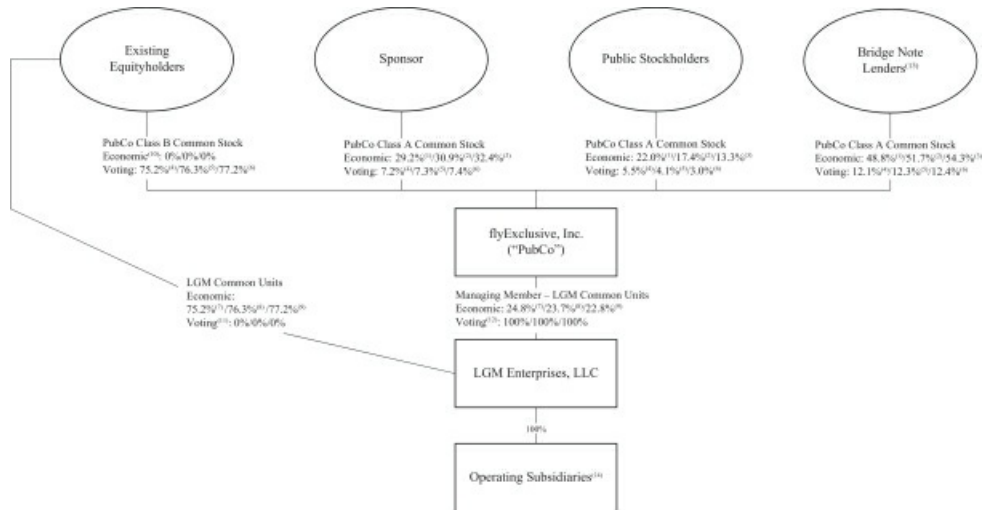 Existing
Equityholders
Sponsor
Public Stockholders
Bridge Note
Lenders⁽¹³⁾
PubCo Class B Common Stock
Economic⁽¹⁰⁾: 0%/0%/0%
Voting: 75.2%⁽⁴⁾/76.3%⁽⁵⁾/77.2%⁽⁶⁾
PubCo Class A Common Stock
Economic: 29.2%⁽¹⁾/30.9%⁽²⁾/32.4%⁽³⁾
Voting: 7.2%⁽⁴⁾/7.3%⁽⁵⁾/7.4%⁽⁶⁾
PubCo Class A Common Stock
Economic: 22.0%⁽¹⁾/17.4%⁽²⁾/13.3%⁽³⁾
Voting: 5.5%⁽⁴⁾/4.1%⁽⁵⁾/3.0%⁽⁶⁾
PubCo Class A Common Stock
Economic: 48.8%⁽¹⁾/51.7%⁽²⁾/54.3%⁽³⁾
Voting: 12.1%⁽⁴⁾/12.3%⁽⁵⁾/12.4%⁽⁶⁾
flyExclusive, Inc.
("PubCo")
LGM Common Units
Economic:
75.2%⁽⁷⁾/76.3%⁽⁸⁾/77.2%⁽⁹⁾
Voting⁽¹¹⁾: 0%/0%/0%
Managing Member – LGM Common Units
Economic: 24.8%⁽⁷⁾/23.7%⁽⁸⁾/22.8%⁽⁹⁾
Voting⁽¹²⁾: 100%/100%/100%
LGM Enterprises, LLC
100%
Operating Subsidiaries⁽¹⁴⁾